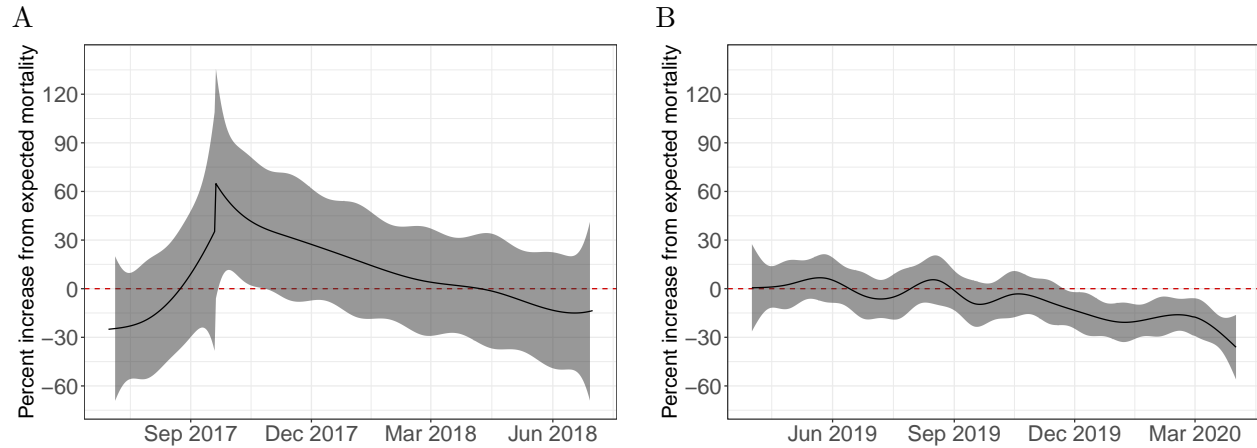 A
Percent increase from expected mortality
120
90
60
30
0
−30
−60
Sep 2017 Dec 2017 Mar 2018 Jun 2018
B
Percent increase from expected mortality
120
90
60
30
0
−30
−60
Jun 2019 Sep 2019 Dec 2019 Mar 2020